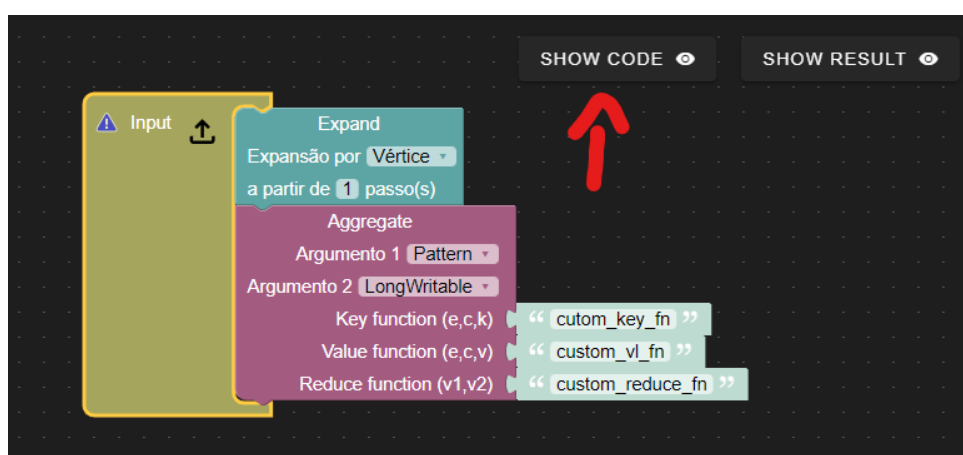 SHOW CODE
SHOW RESULT
Input
Expand
Expansão por Vértice
a partir de 1 passo(s)
Aggregate
Argumento 1 Pattern
Argumento 2 LongWritable
Key function (e,c,k) “ cutom_key_fn ”
Value function (e,c,v) “ custom_vl_fn ”
Reduce function (v1,v2) “ custom_reduce_fn ”